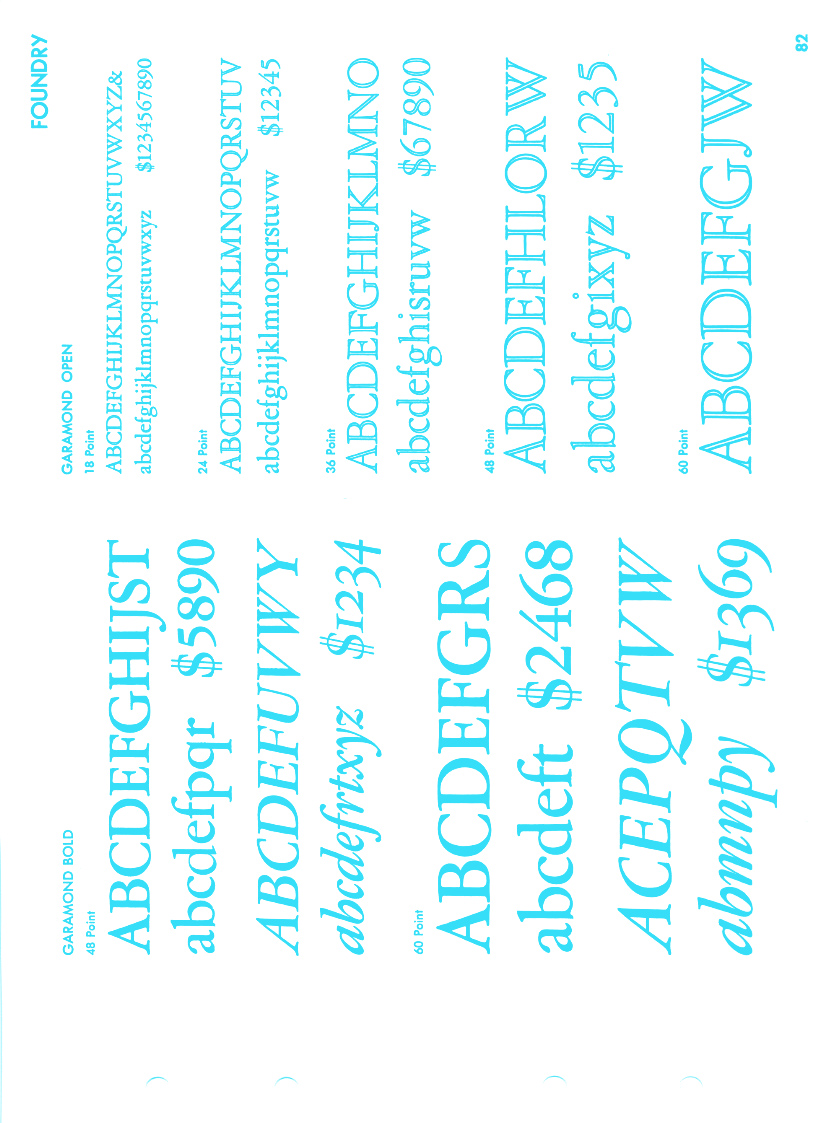 FOUNDRY
GARAMOND BOLD
48 Point
ABCDEFGHIJST
abcdefpqr $5890
ABCDEFUVWY
abcdefrtxyz $1234
60 Point
ABCDEFGRS
abcdeft $2468
ACEPQTVW
abmnpy $1369
GARAMOND OPEN
18 Point
ABCDEFGHIJKLMNOPQRSTUVWXYZ&
abcdefghijklmnopqrstuvwxyz $1234567890
24 Point
ABCDEFGHIJKLMNOPQRSTUV
abcdefghijklmnopqrstuvw $12345
36 Point
ABCDEFGHIJKLMNO
abcdefghisruvw $67890
48 Point
ABCDEFHLORW
abcdefgixyz $1235
60 Point
ABCDEFGJW
82